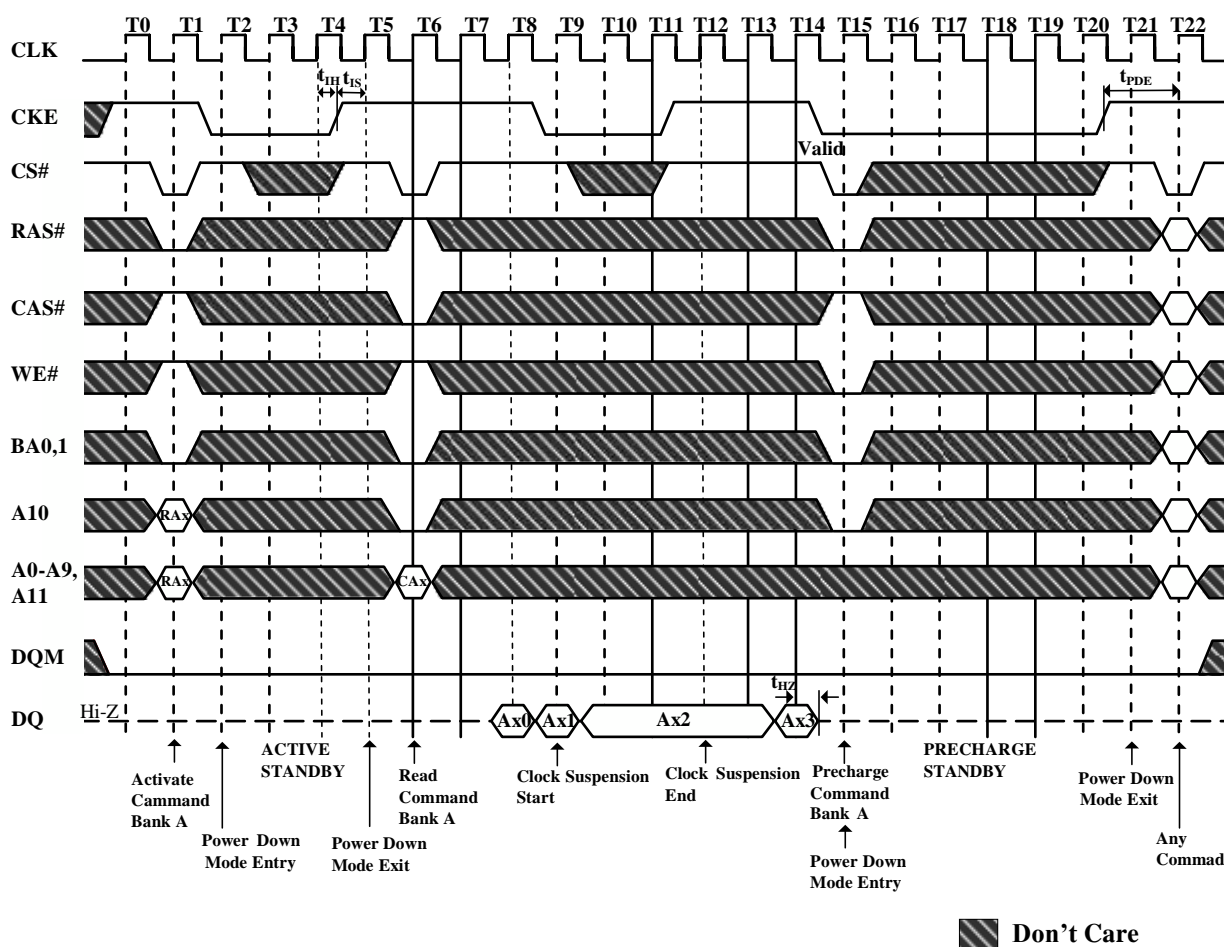 T0 T1 T2 T3 T4 T5 T6 T7 T8 T9 T10 T11 T12 T13 T14 T15 T16 T17 T18 T19 T20 T21 T22
CLK
tIH tIS
tPDE
CKE
Valid
CS#
RAS#
CAS#
WE#
BA0,1
A10
RAx
A0-A9,
A11
RAx
CAx
DQM
tHZ
DQ
Hi-Z
Ax0
Ax1
Ax2
Ax3
Activate
Cammand
Bank A
Power Down
Mode Entry
ACTIVE
STANDBY
Power Down
Mode Exit
Read
Command
Bank A
Clock Suspension
Start
Clock Suspension
End
Precharge
Command
Bank A
Power Down
Mode Entry
PRECHARGE
STANDBY
Power Down
Mode Exit
Any
Commad
Don't Care